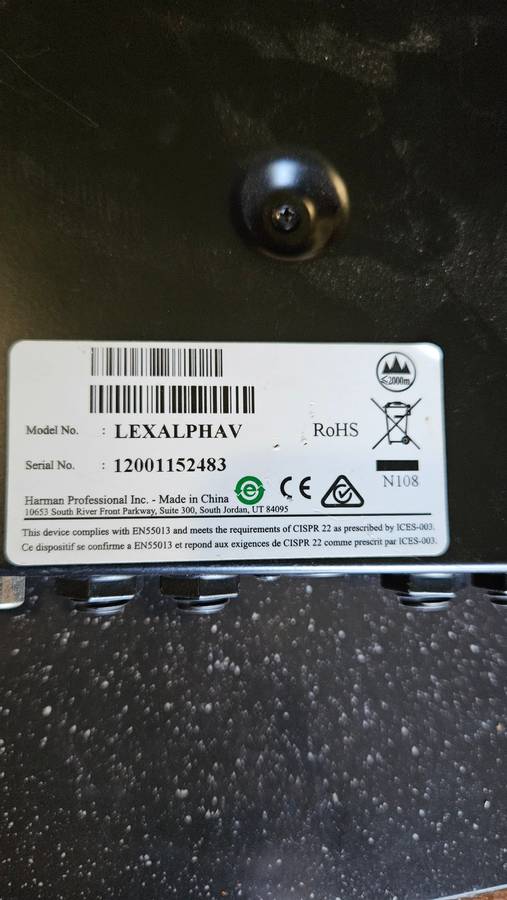 ≤2000m
Model No. : LEXALPHAV RoHS
Serial No. : 12001152483
N108
Harman Professional Inc. - Made in China e CE
10653 South River Front Parkway, Suite 300, South Jordan, UT 84095
This device complies with EN55013 and meets the requirements of CISPR 22 as prescribed by ICES-003.
Ce dispositif se confirme a EN55013 et repond aux exigences de CISPR 22 comme prescrit par ICES-003.